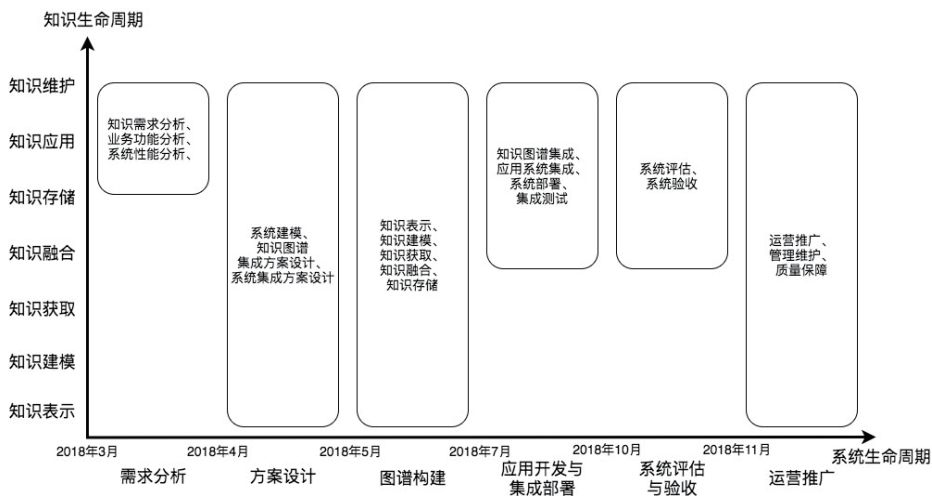 知识生命周期
知识维护
知识应用
知识存储
知识融合
知识获取
知识建模
知识表示
知识需求分析、
业务功能分析、
系统性能分析、
系统建模、
知识图谱
集成方案设计、
系统集成方案设计
知识表示、
知识建模、
知识获取、
知识融合、
知识存储
知识图谱集成、
应用系统集成、
系统部署、
集成测试
系统评估、
系统验收
运营推广、
管理维护、
质量保障
2018年3月
2018年4月
2018年5月
2018年7月
2018年10月
2018年11月
系统生命周期
需求分析
方案设计
图谱构建
应用开发与
集成部署
系统评估
与验收
运营推广